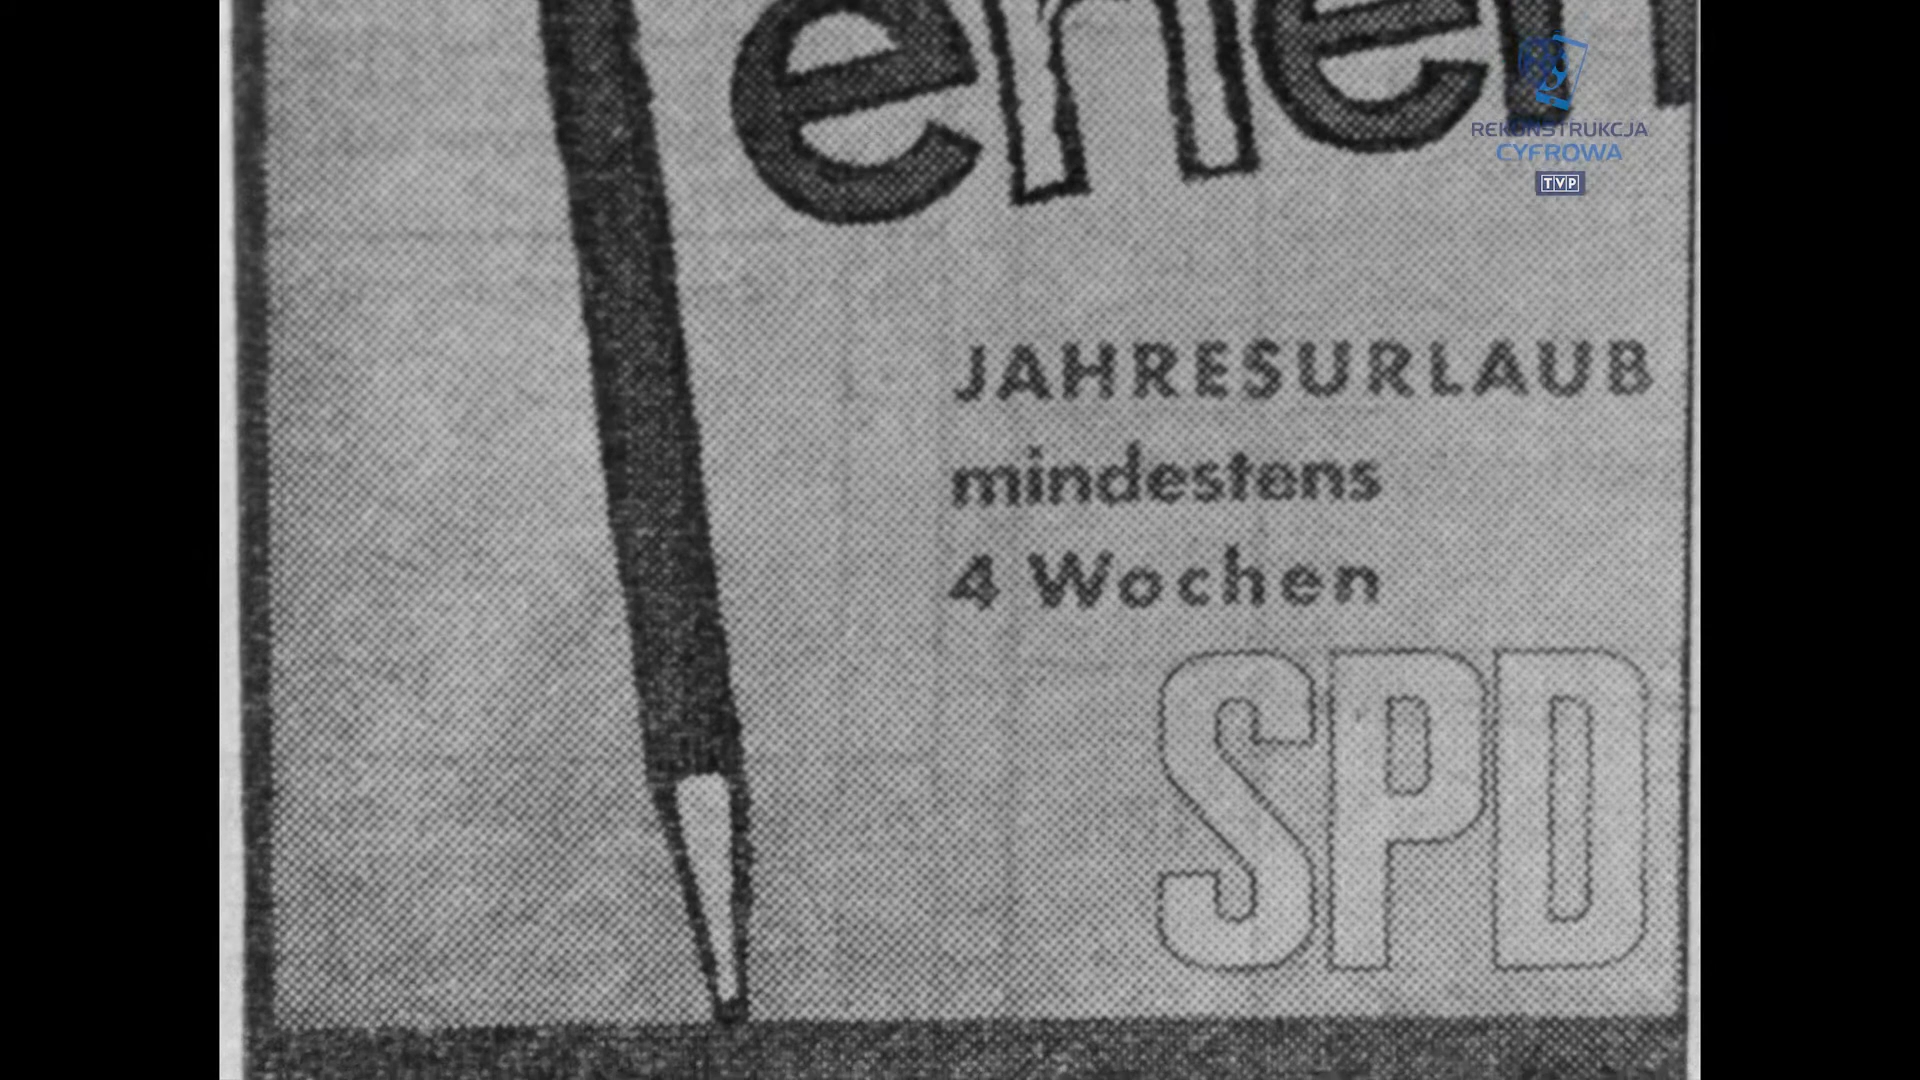 JAHRESURLAUB
mindestens
4 Wochen
SPD
REKONSTRUKCJA
CYFROWA
TVP